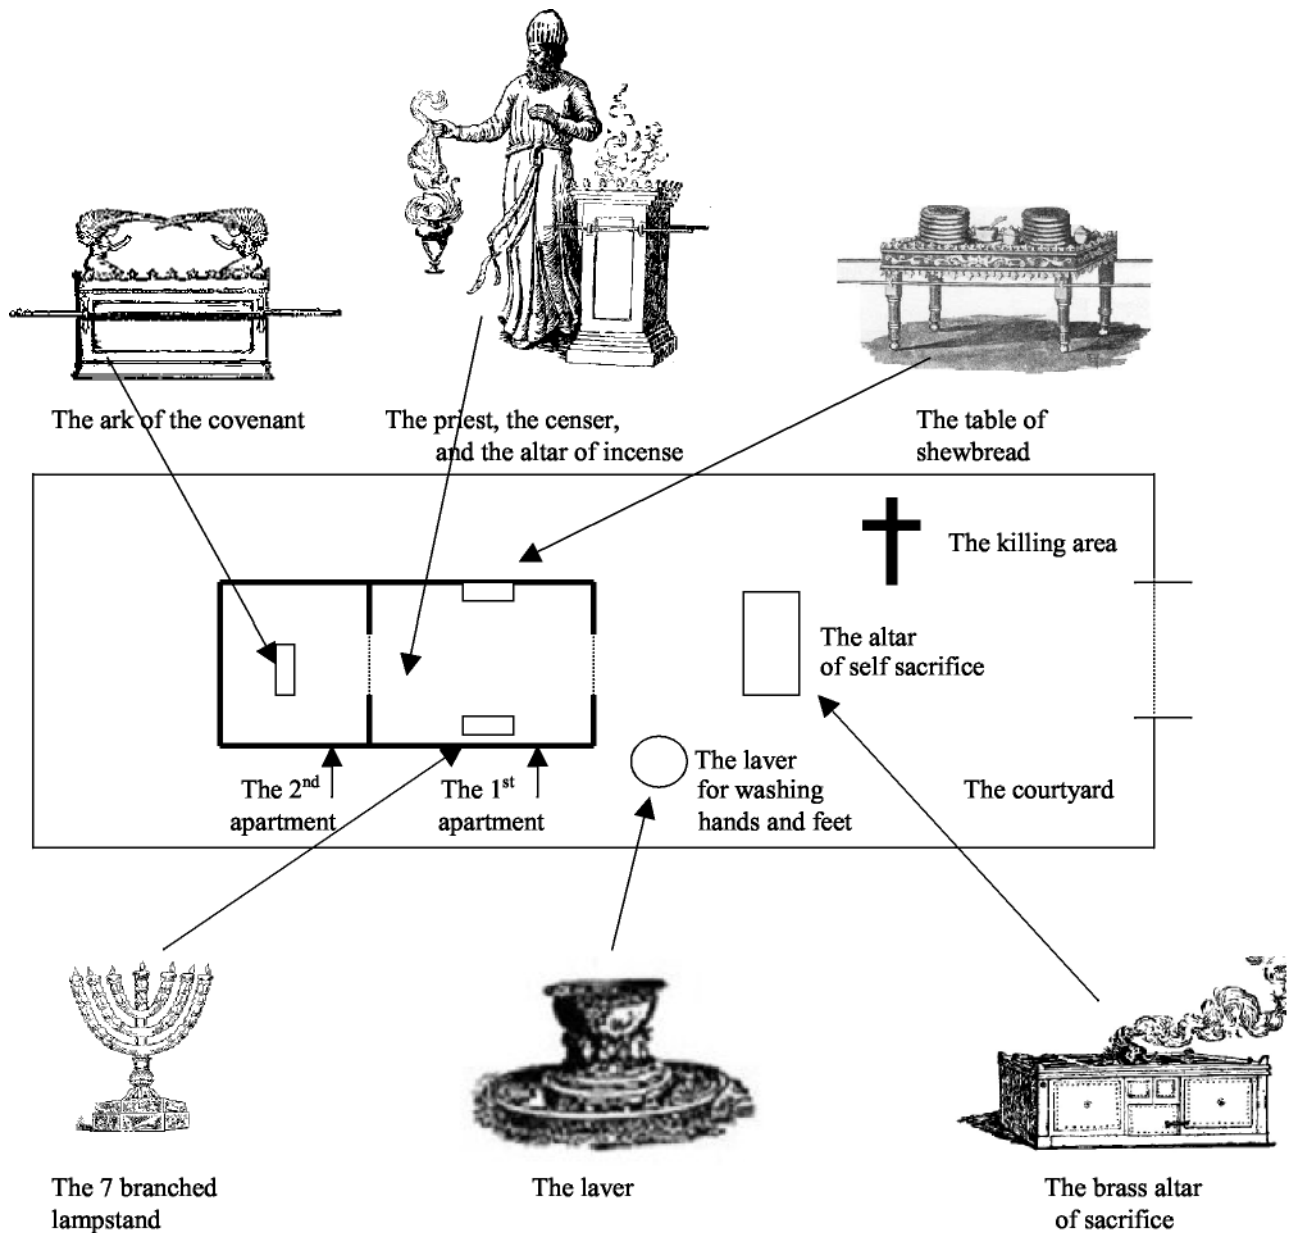 The ark of the covenant
The priest, the censer,
and the altar of incense
The table of
shewbread
The killing area
The altar
of self sacrifice
The 2nd
apartment
The 1st
apartment
The laver
for washing
hands and feet
The courtyard
The 7 branched
lampstand
The laver
The brass altar
of sacrifice